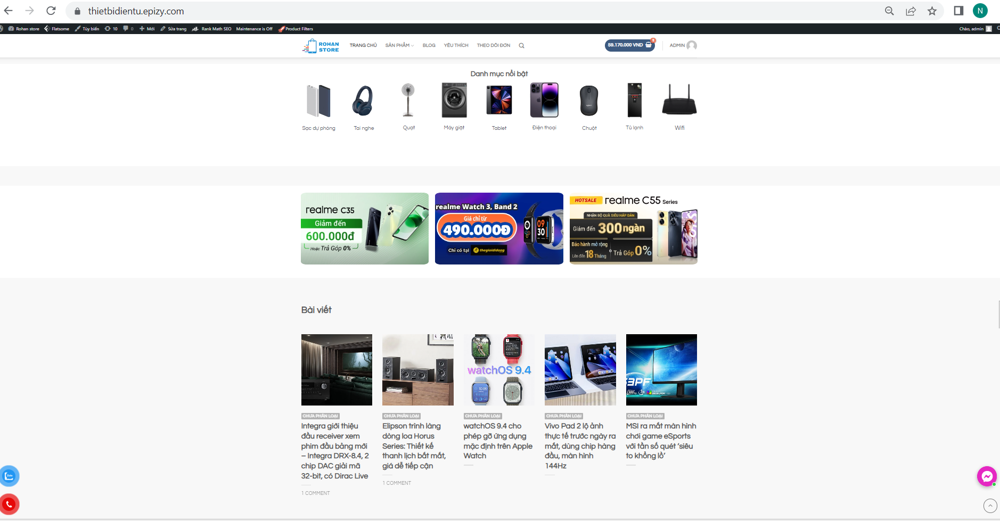 thietbidientu.epizy.com
N
Rohan store Flatsome Tùy biến 10 0 Mới Sửa trang Rank Math SEO Maintenance is Off Product Filters Chào, admin
ROHAN STORE
TRANG CHỦ SẢN PHẨM BLOG YÊU THÍCH THEO DÕI ĐƠN 59.170.000 VND 3 ADMIN
Danh mục nổi bật
Sạc dự phòng Tai nghe Quạt Máy giặt Tablet Điện thoại Chuột Tủ lạnh Wifi
realme C35
Giảm đến
600.000đ
Hoặc Trả Góp 0%
realme Watch 3, Band 2
Giá chỉ từ
490.000Đ
Chỉ có tại thegioididong
09
30
HOTSALE realme C55 Series
NHẬN BỘ QUÀ SIÊU HẤP DẪN
Giảm đến 300 ngàn
Bảo hành mở rộng
Lên đến 18 Tháng
Trả Góp 0%
Bài viết
watchOS 9.4
10:09
3PF
380
CHƯA PHÂN LOẠI
Integra giới thiệu
đầu receiver xem
phim đầu bảng mới
– Integra DRX-8.4, 2
chip DAC giải mã
32-bit, có Dirac Live
1 COMMENT
CHƯA PHÂN LOẠI
Elipson trình làng
dòng loa Horus
Series: Thiết kế
thanh lịch bắt mắt,
giá dễ tiếp cận
1 COMMENT
CHƯA PHÂN LOẠI
watchOS 9.4 cho
phép gỡ ứng dụng
mặc định trên Apple
Watch
CHƯA PHÂN LOẠI
Vivo Pad 2 lộ ảnh
thực tế trước ngày ra
mắt, dùng chip hàng
đầu, màn hình
144Hz
CHƯA PHÂN LOẠI
MSI ra mắt màn hình
chơi game eSports
với tần số quét ‘siêu
to khổng lồ’
Zalo